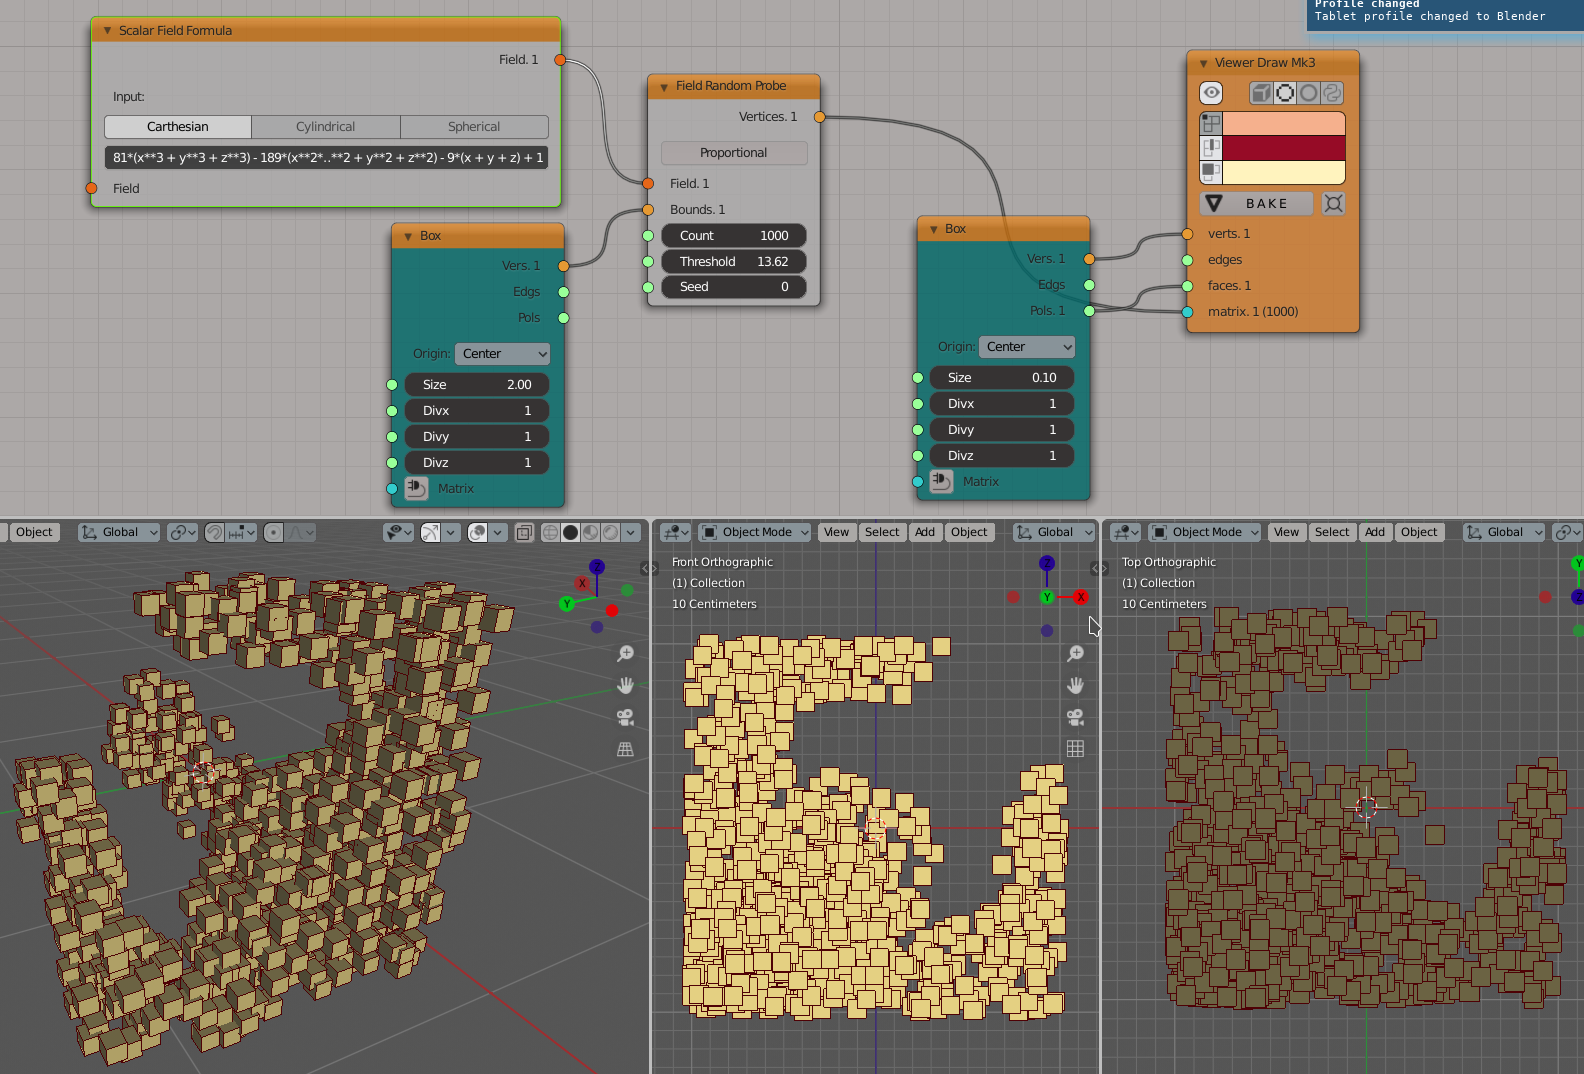 Profile changed
Tablet profile changed to Blender
Scalar Field Formula
Field. 1
Input:
Carthesian
Cylindrical
Spherical
81*(x**3 + y**3 + z**3) - 189*(x**2*..**2 + y**2 + z**2) - 9*(x + y + z) + 1
Field
Field Random Probe
Vertices. 1
Proportional
Field. 1
Bounds. 1
Count 1000
Threshold 13.62
Seed 0
Box
Vers. 1
Edgs
Pols
Origin: Center
Size 2.00
Divx 1
Divy 1
Divz 1
Matrix
Box
Vers. 1
Edgs
Pols. 1
Origin: Center
Size 0.10
Divx 1
Divy 1
Divz 1
Matrix
Viewer Draw Mk3
BAKE
verts. 1
edges
faces. 1
matrix. 1 (1000)
Object
Global
X
Y
Z
Object Mode
View
Select
Add
Object
Global
Front Orthographic
(1) Collection
10 Centimeters
Z
Y
X
Object Mode
View
Select
Add
Object
Global
Top Orthographic
(1) Collection
10 Centimeters
Y
Z